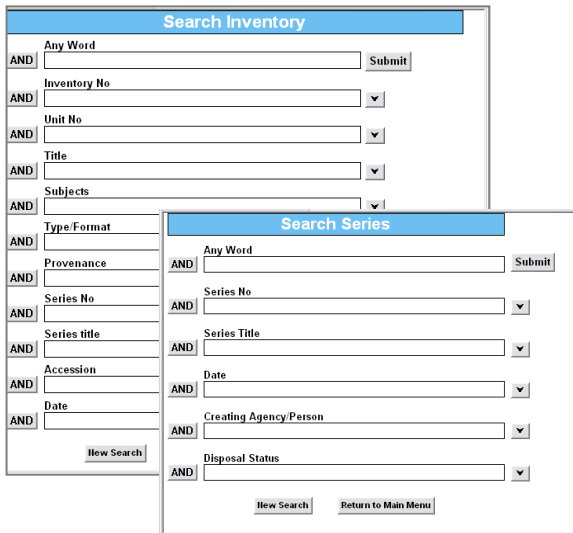 Search Inventory
Any Word
AND
Submit
Inventory No
AND
Unit No
AND
Title
AND
Subjects
AND
Type/Format
AND
Provenance
AND
Series No
AND
Series title
AND
Accession
AND
Date
AND
New Search
Search Series
Any Word
AND
Submit
Series No
AND
Series Title
AND
Date
AND
Creating Agency/Person
AND
Disposal Status
AND
New Search Return to Main Menu